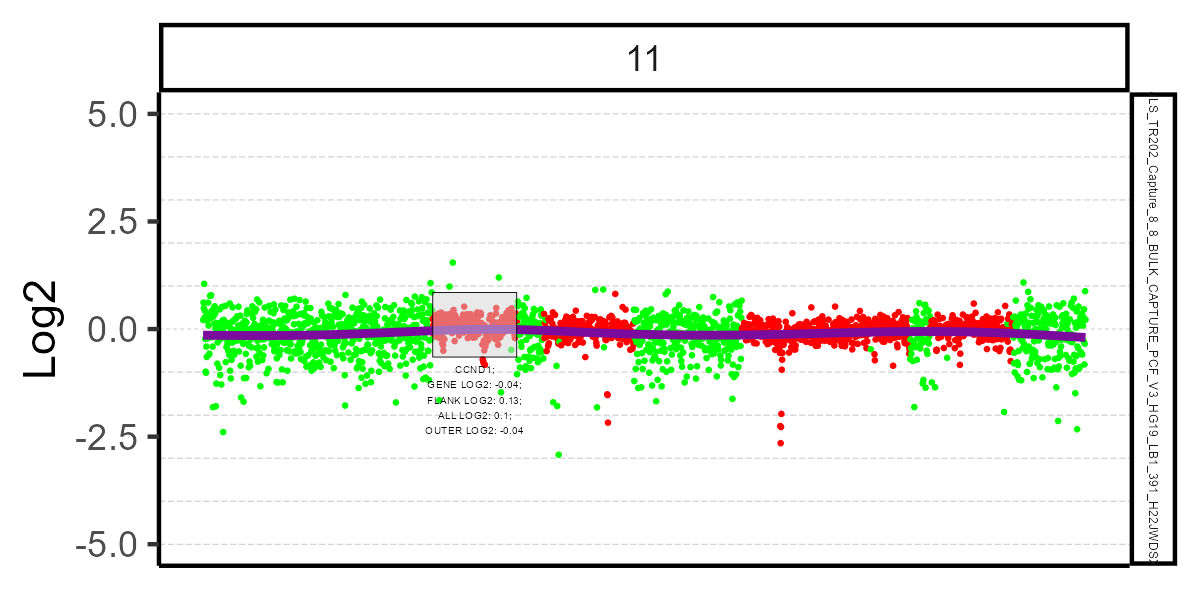 11
5.0
2.5
0.0
-2.5
-5.0
Log2
CCND1;
GENE LOG2: -0.04;
FLANK LOG2: 0.13;
ALL LOG2: 0.1;
OUTER LOG2: -0.04
LS_TR202_Capture_8_8_BULK_CAPTURE_PCF_V3_HG19_LB1_391_H22JWDS